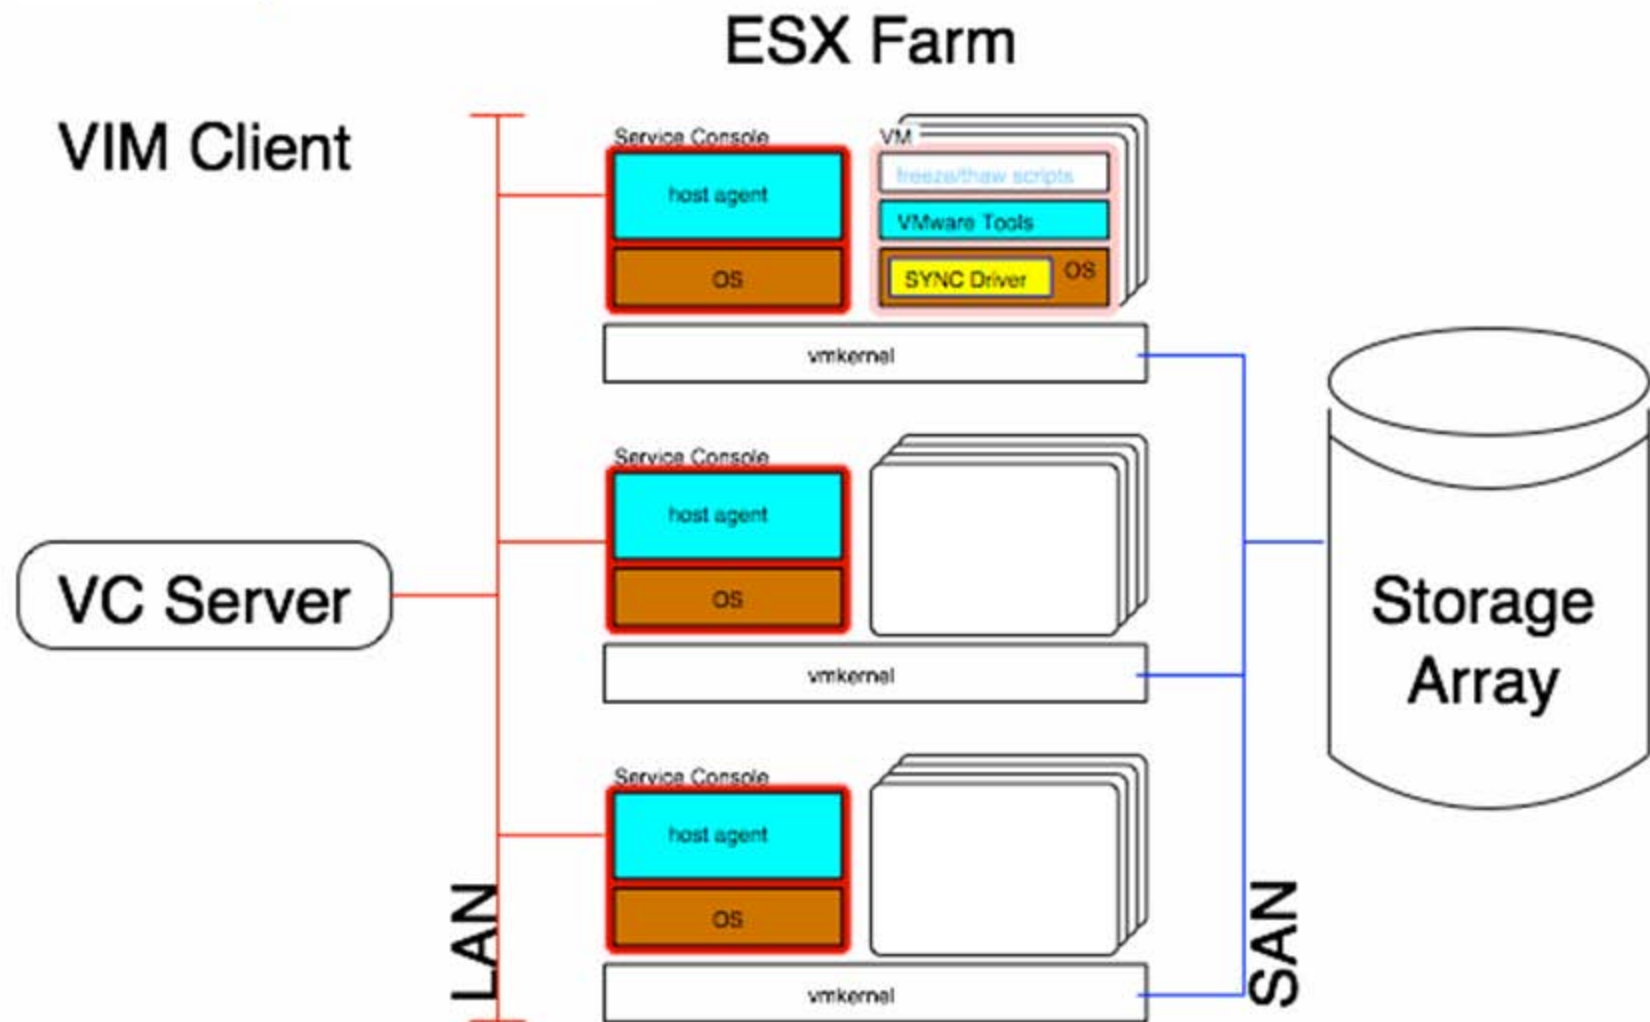 ESX Farm
VIM Client
Service Console
host agent
OS
VM
freeze/thaw scripts
VMware Tools
SYNC Driver
OS
vmkernel
Service Console
host agent
OS
vmkernel
VC Server
Storage
Array
Service Console
host agent
OS
vmkernel
LAN
SAN